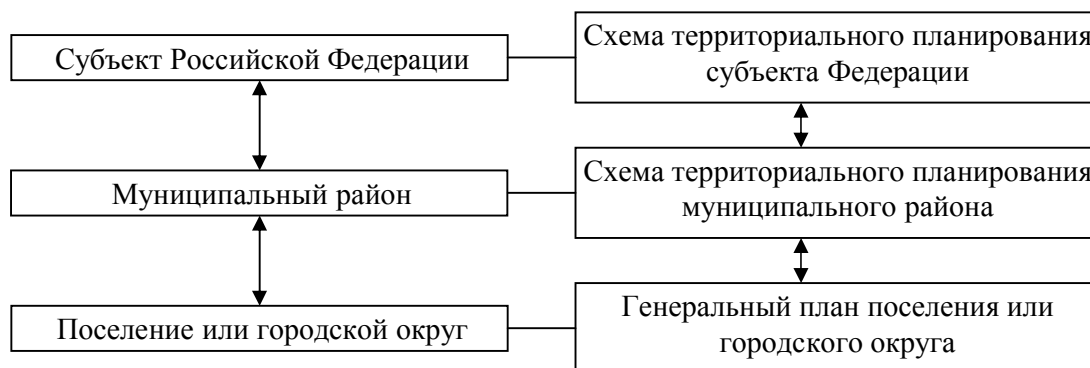 Субъект Российской Федерации
Схема территориального планирования
субъекта Федерации
Муниципальный район
Схема территориального планирования
муниципального района
Поселение или городской округ
Генеральный план поселения или
городского округа